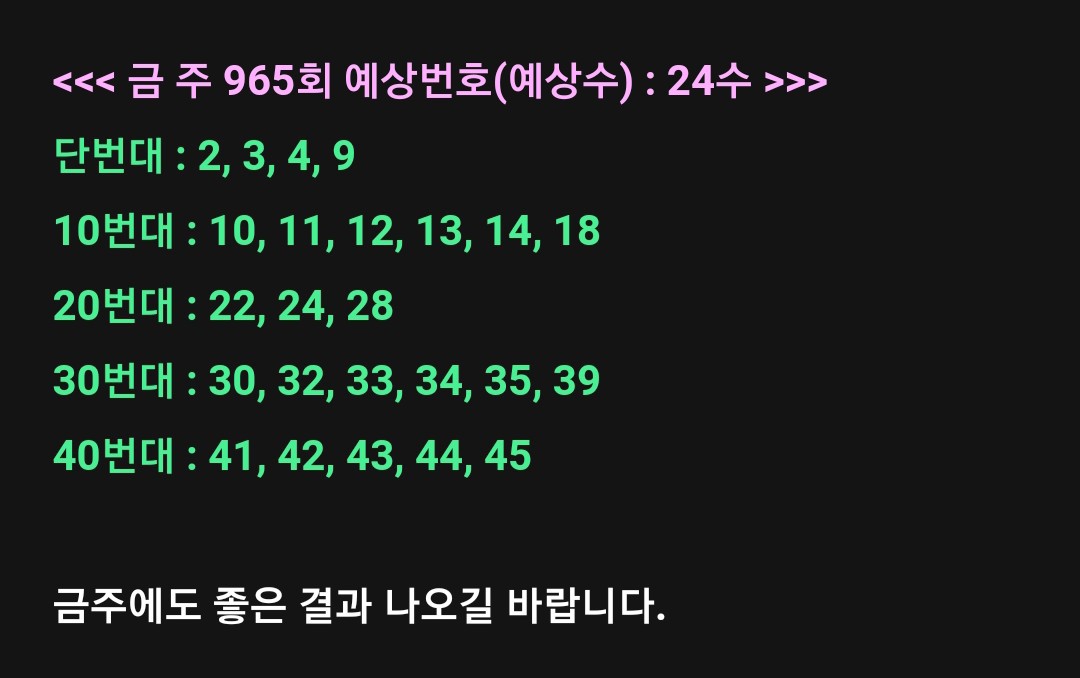 <<< 금 주 965회 예상번호(예상수) : 24수 >>>
단번대 : 2, 3, 4, 9
10번대 : 10, 11, 12, 13, 14, 18
20번대 : 22, 24, 28
30번대 : 30, 32, 33, 34, 35, 39
40번대 : 41, 42, 43, 44, 45
금주에도 좋은 결과 나오길 바랍니다.